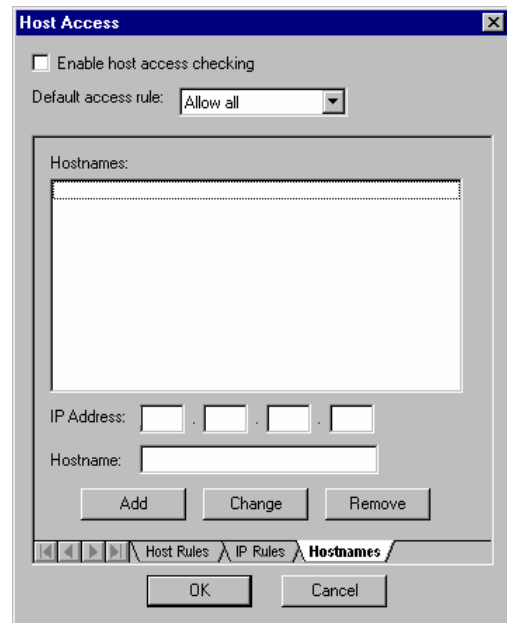 Host Access
Enable host access checking
Default access rule: Allow all
Hostnames:
IP Address: . . .
Hostname:
Add Change Remove
Host Rules IP Rules Hostnames
OK Cancel